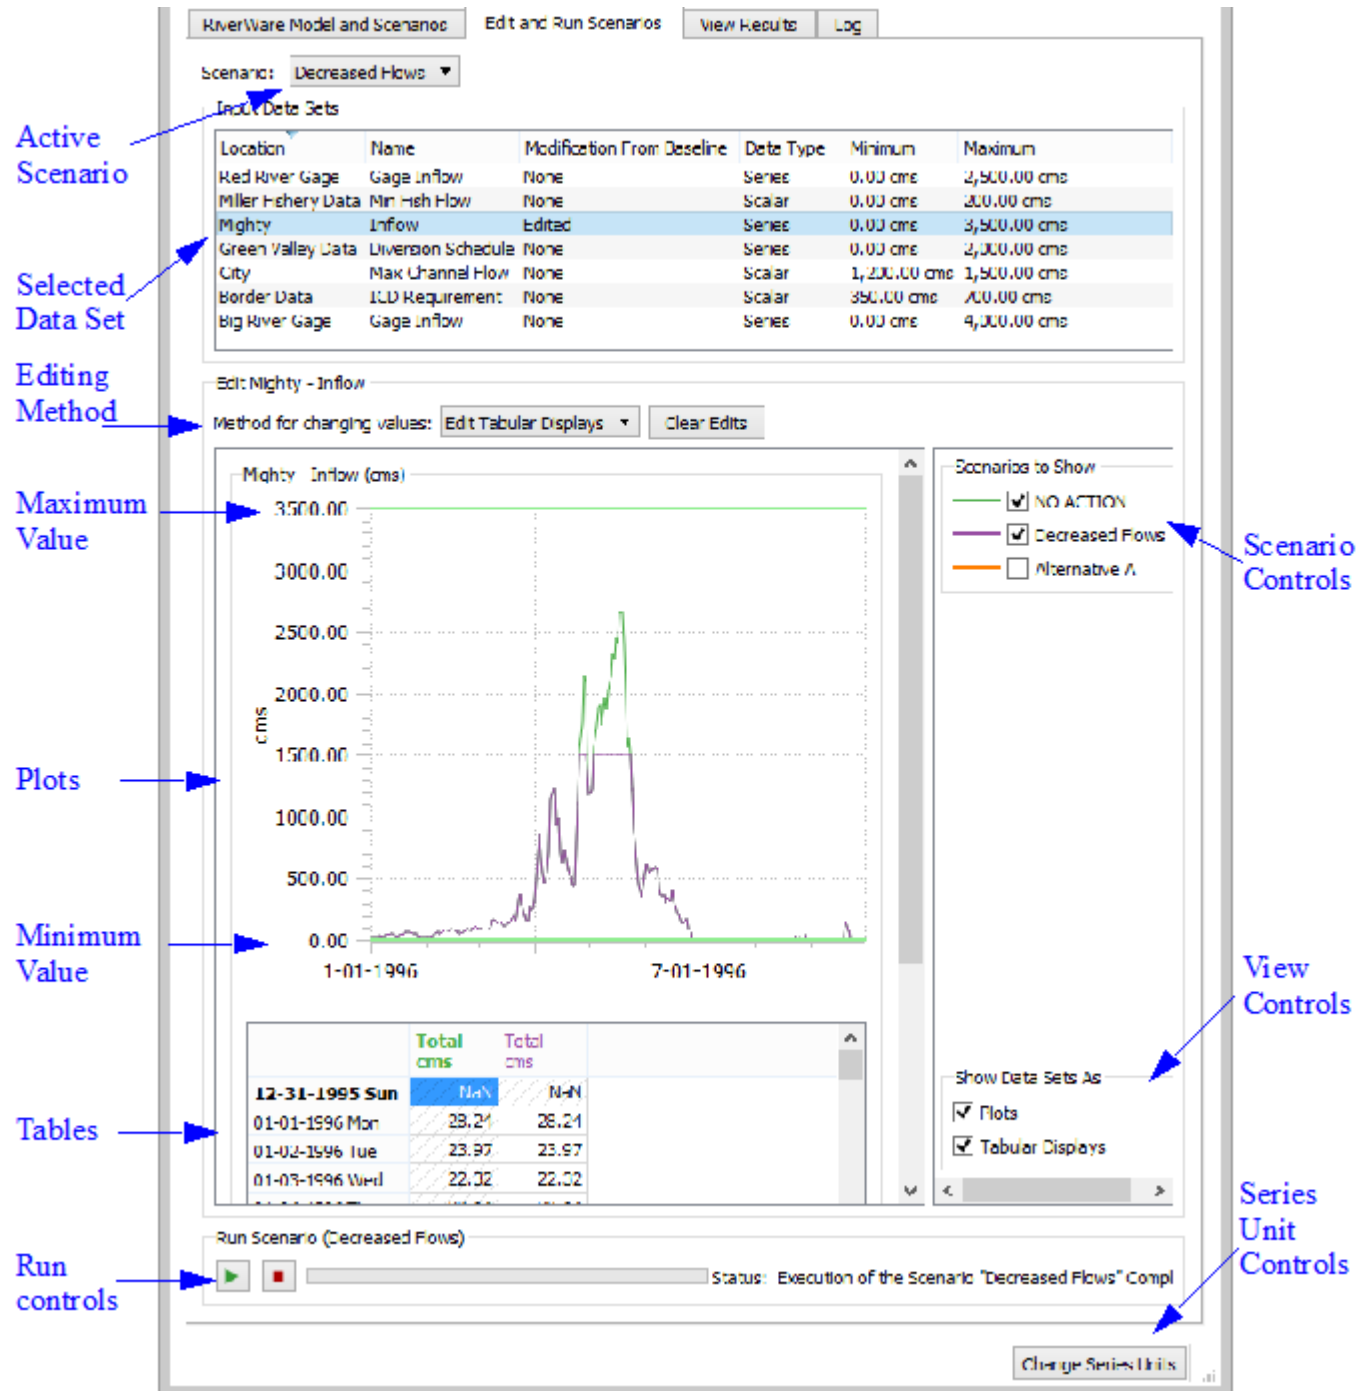 RiverWare Model and Scenarios Edit and Run Scenarios View Results Log
Scenario: Decreased Flows
Input Data Sets
Active
Scenario
Location Name Modification From Baseline Data Type Minimum Maximum
Red River Gage Gage Inflow None Series 0.00 cms 2,500.00 cms
Miller Fishery Data Min Fish Flow None Scalar 0.00 cms 200.00 cms
Mighty Inflow Edited Series 0.00 cms 3,500.00 cms
Green Valley Data Diversion Schedule None Series 0.00 cms 2,000.00 cms
City Max Channel Flow None Scalar 1,200.00 cms 1,500.00 cms
Border Data ICD Requirement None Scalar 350.00 cms 700.00 cms
Big River Gage Gage Inflow None Series 0.00 cms 4,000.00 cms
Selected
Data Set
Editing
Method
Edit Mighty - Inflow
Method for changing values: Edit Tabular Displays Clear Edits
Mighty - Inflow (cms)
Maximum
Value
3500.00
3000.00
2500.00
2000.00
1500.00
1000.00
500.00
0.00
cms
1-01-1996 7-01-1996
Plots
Minimum
Value
Scenarios to Show
NO ACTION
Decreased Flows
Alternative A
Scenario
Controls
Total Total
cms cms
12-31-1995 Sun NaN NaN
01-01-1996 Mon 28.24 28.24
01-02-1996 Tue 23.97 23.97
01-03-1996 Wed 22.32 22.32
Tables
View
Controls
Show Data Sets As
Plots
Tabular Displays
Series
Unit
Controls
Run Scenario (Decreased Flows)
Run
controls
Status: Execution of the Scenario "Decreased Flows" Compl
Change Series Units